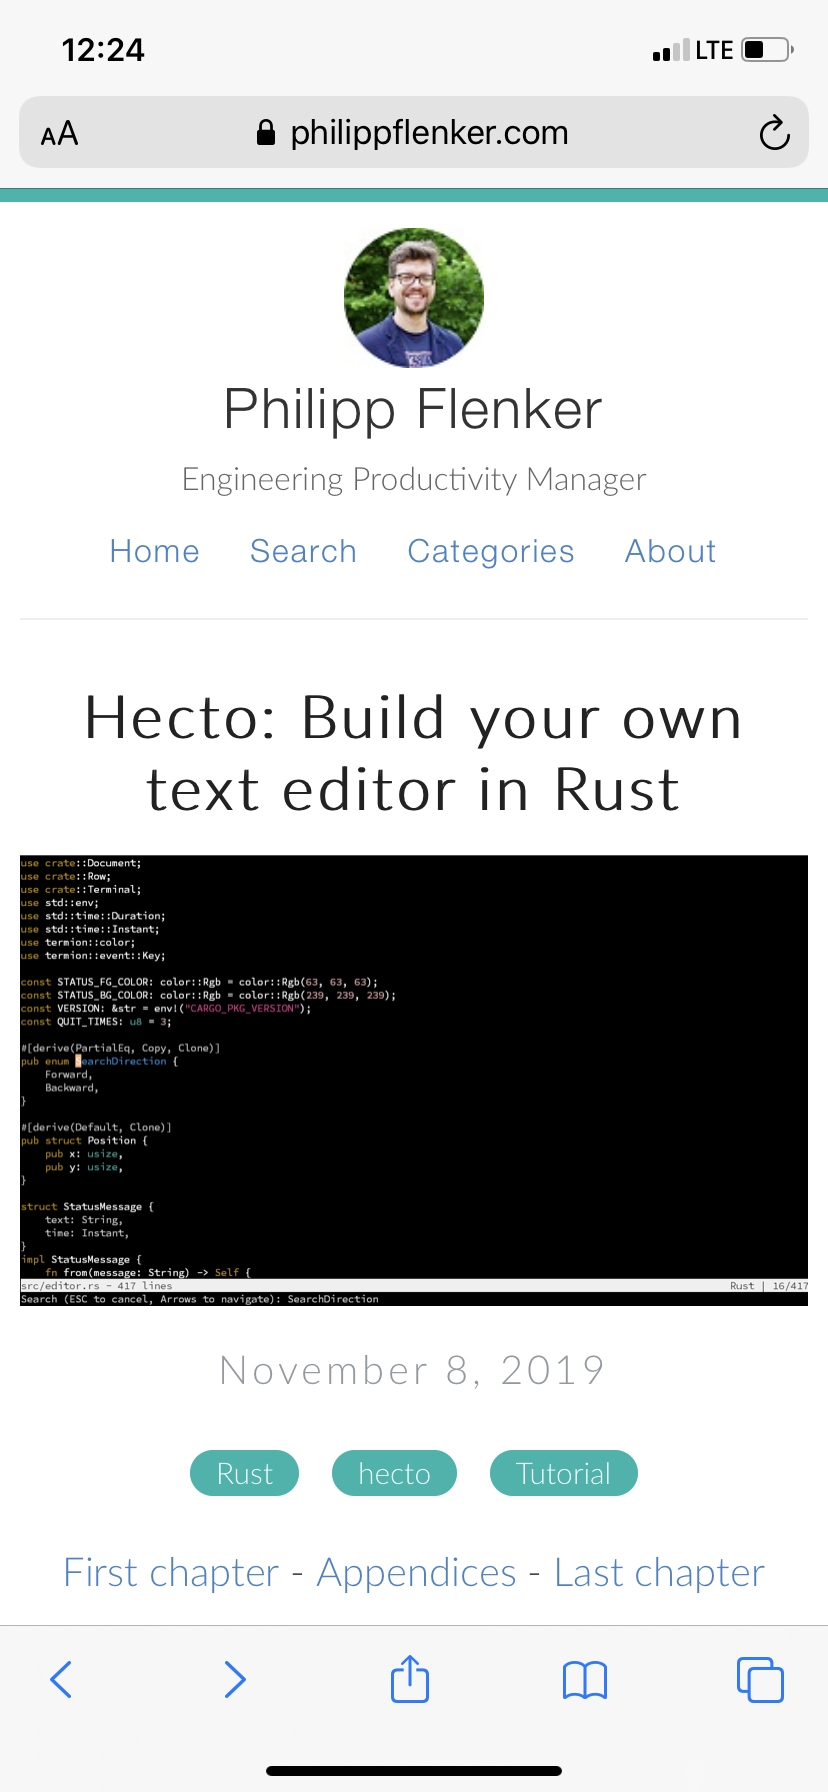 12:24
LTE
AA
philippflenker.com
Philipp Flenker
Engineering Productivity Manager
Home Search Categories About
Hecto: Build your own
text editor in Rust
use crate::Document;
use crate::Row;
use crate::Terminal;
use std::env;
use std::time::Duration;
use std::time::Instant;
use termion::color;
use termion::event::Key;
const STATUS_FG_COLOR: color::Rgb = color::Rgb(63, 63, 63);
const STATUS_BG_COLOR: color::Rgb = color::Rgb(239, 239, 239);
const VERSION: &str = env!("CARGO_PKG_VERSION");
const QUIT_TIMES: u8 = 3;
#[derive(PartialEq, Copy, Clone)]
pub enum SearchDirection {
Forward,
Backward,
}
#[derive(Default, Clone)]
pub struct Position {
pub x: usize,
pub y: usize,
}
struct StatusMessage {
text: String,
time: Instant,
}
impl StatusMessage {
fn from(message: String) -> Self {
src/editor.rs - 417 lines Rust | 16/417
Search (ESC to cancel, Arrows to navigate): SearchDirection
November 8, 2019
Rust hecto Tutorial
First chapter - Appendices - Last chapter